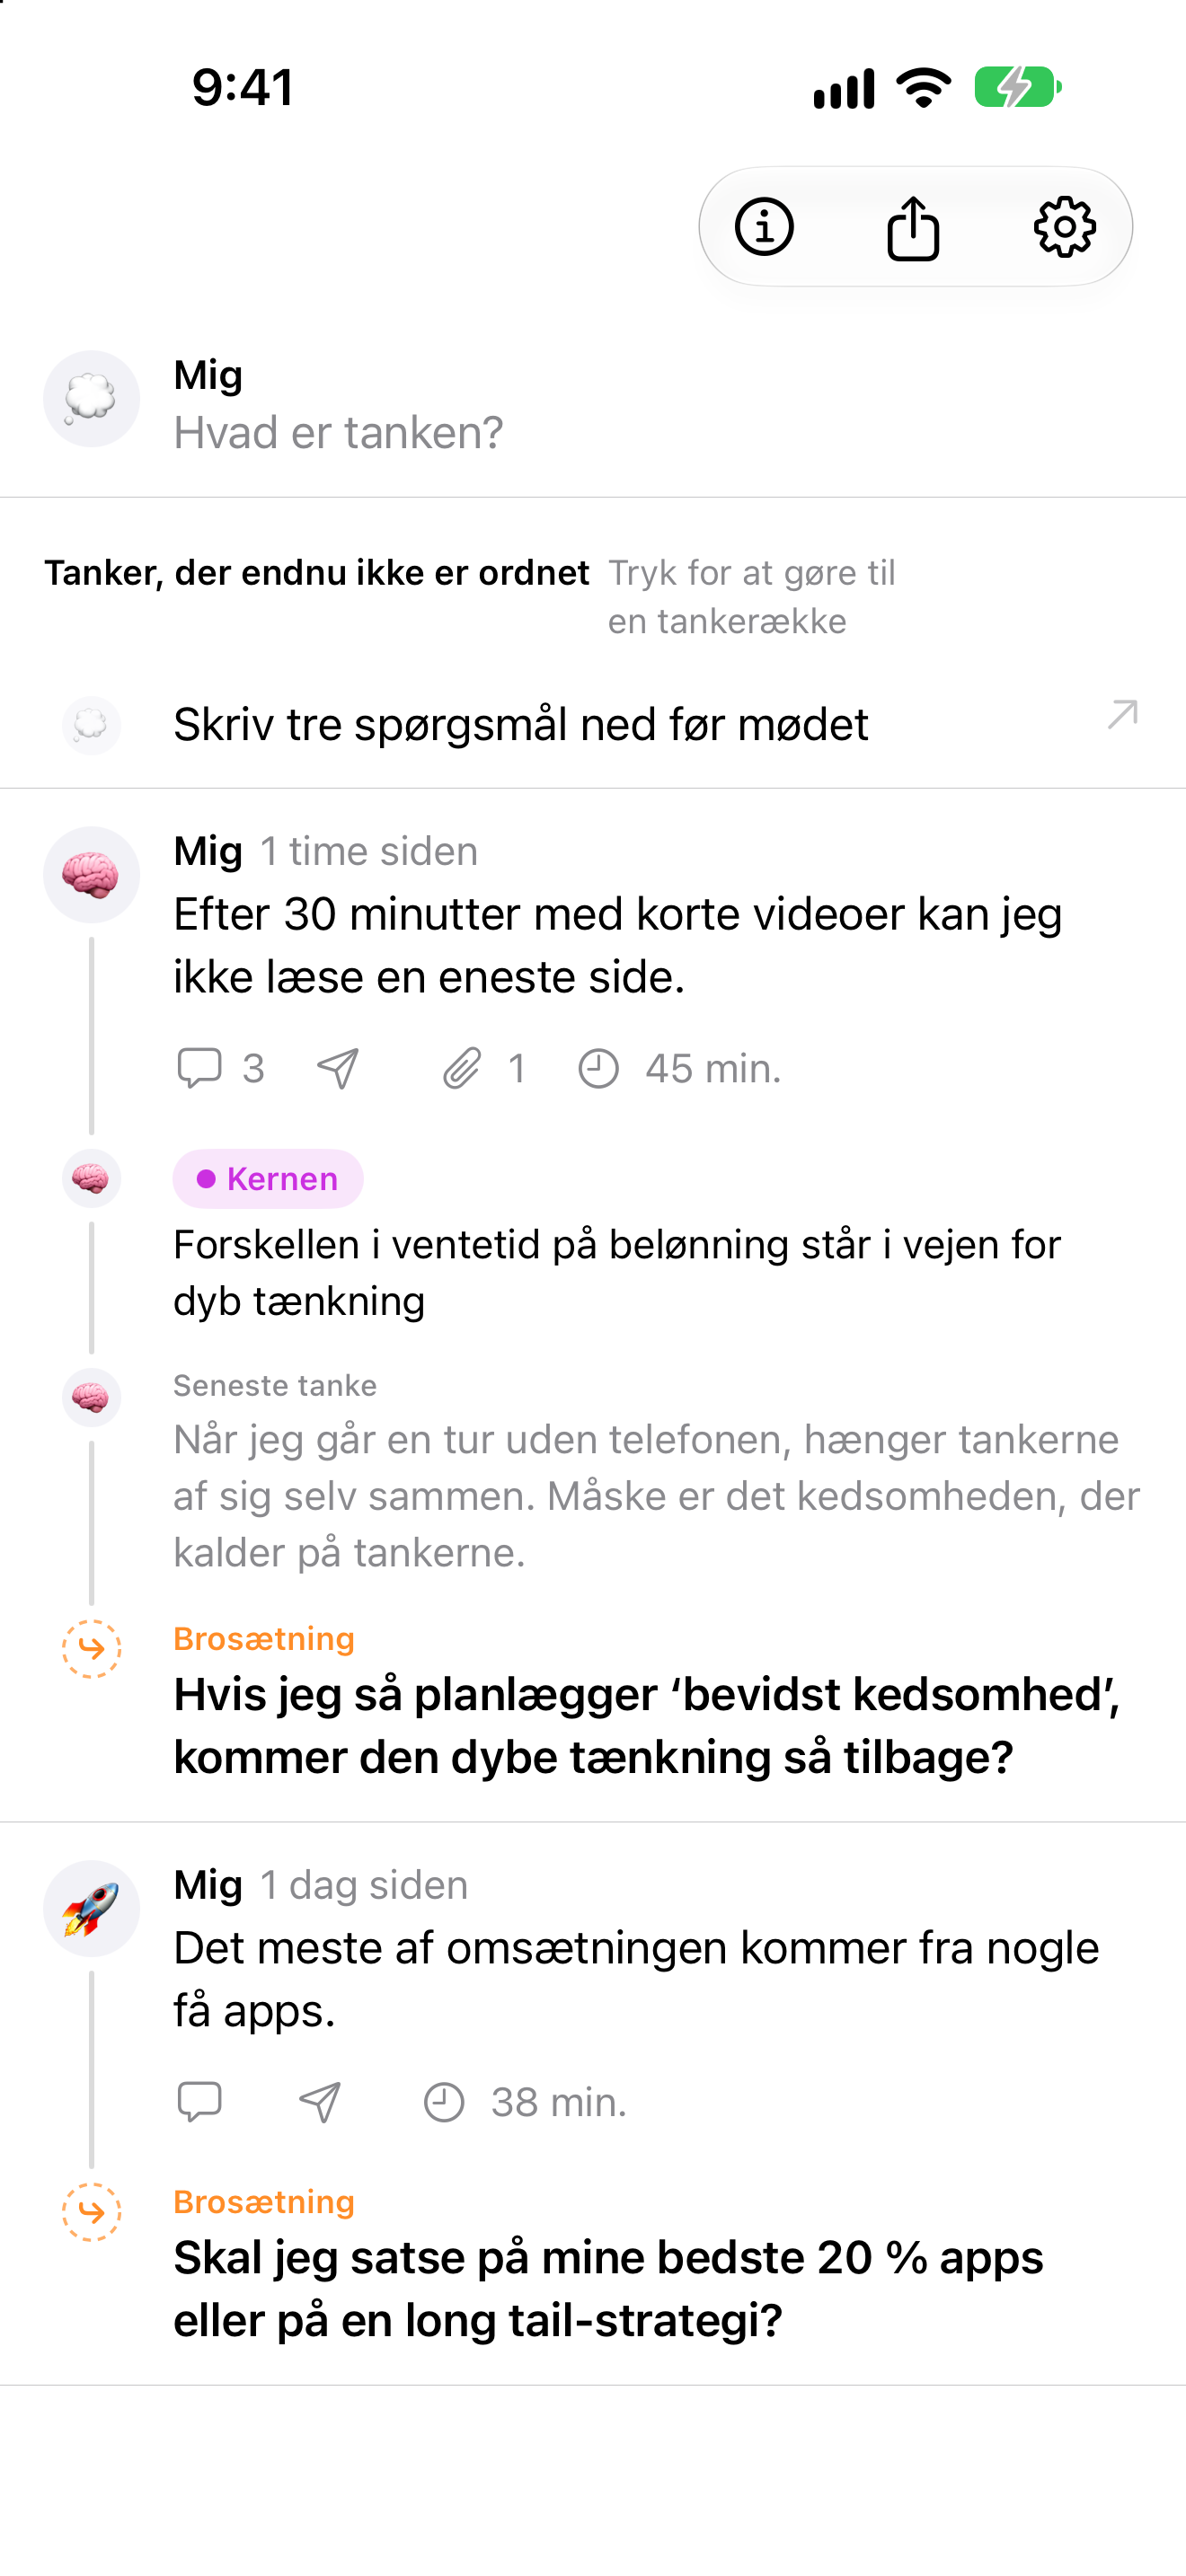 9:41
Mig
Hvad er tanken?
Tanker, der endnu ikke er ordnet
Tryk for at gøre til
en tankerække
Skriv tre spørgsmål ned før mødet
Mig 1 time siden
Efter 30 minutter med korte videoer kan jeg
ikke læse en eneste side.
3 1 45 min.
Kernen
Forskellen i ventetid på belønning står i vejen for
dyb tænkning
Seneste tanke
Når jeg går en tur uden telefonen, hænger tankerne
af sig selv sammen. Måske er det kedsomheden, der
kalder på tankerne.
Brosætning
Hvis jeg så planlægger ‘bevidst kedsomhed’,
kommer den dybe tænkning så tilbage?
Mig 1 dag siden
Det meste af omsætningen kommer fra nogle
få apps.
38 min.
Brosætning
Skal jeg satse på mine bedste 20 % apps
eller på en long tail-strategi?